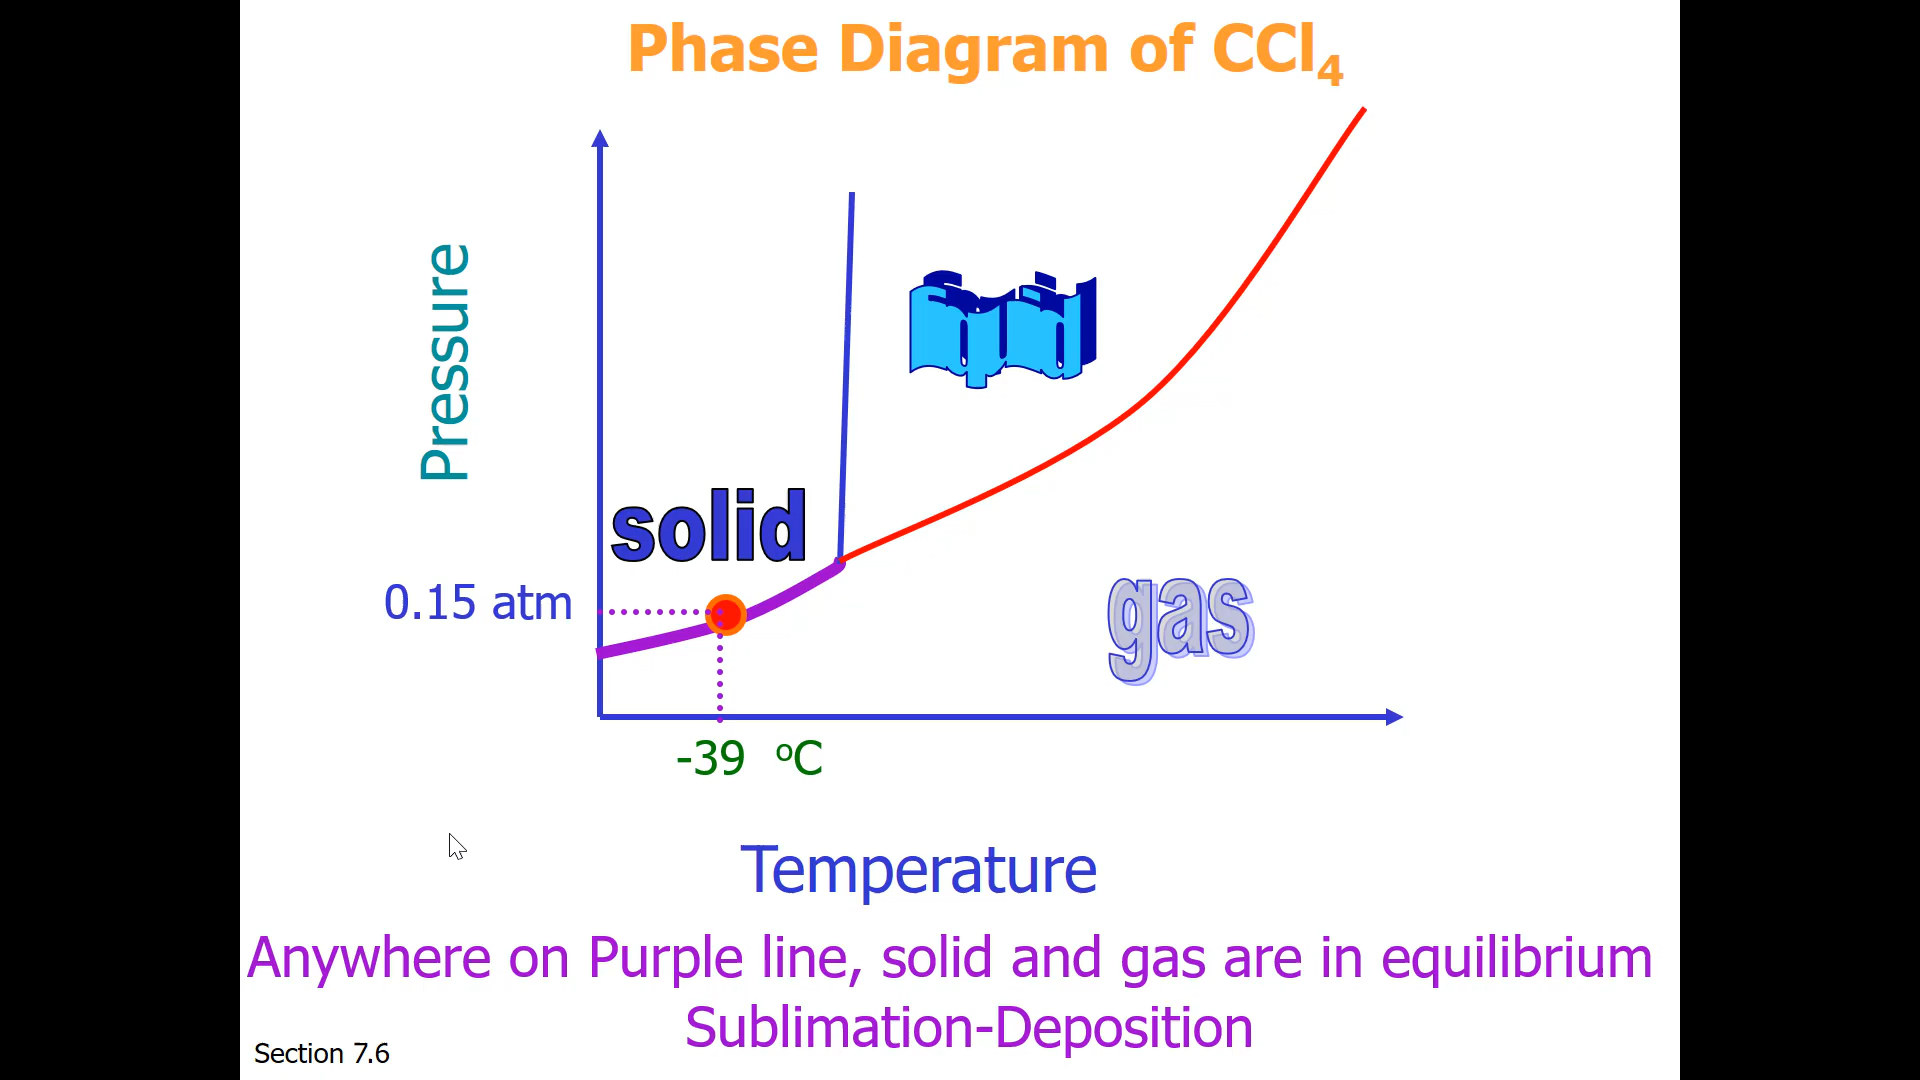 Phase Diagram of CCl₄
Pressure
liquid
solid
0.15 atm
gas
-39 °C
Temperature
Anywhere on Purple line, solid and gas are in equilibrium
Sublimation-Deposition
Section 7.6